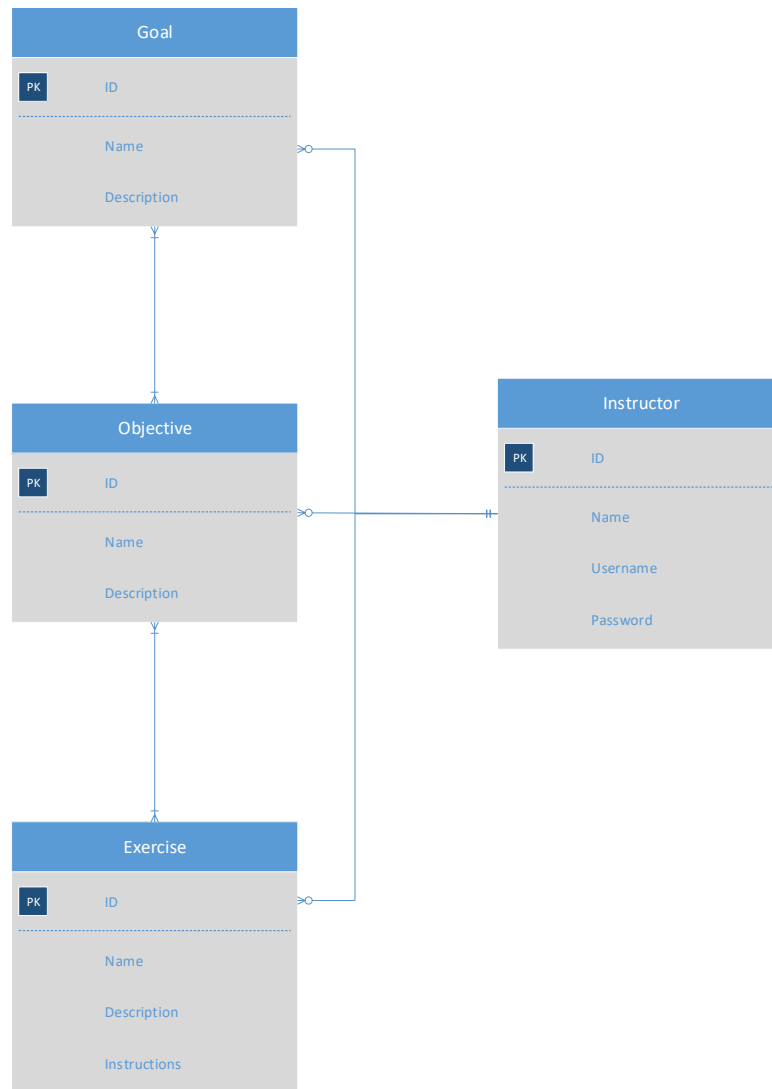 Goal
PK ID
Name
Description
Objective
PK ID
Name
Description
Exercise
PK ID
Name
Description
Instructions
Instructor
PK ID
Name
Username
Password